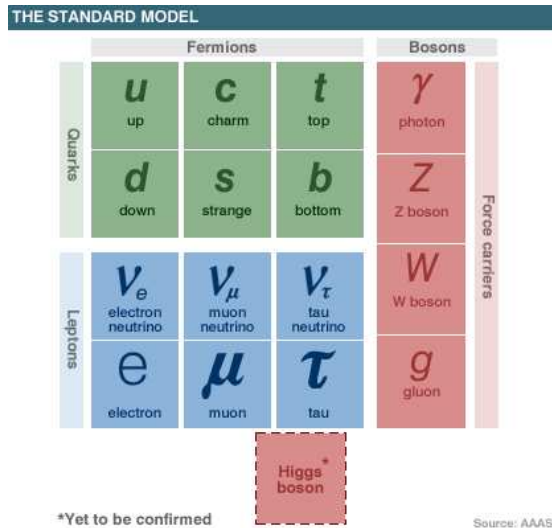 THE STANDARD MODEL
Fermions
Bosons
Quarks
u
up
c
charm
t
top
γ
photon
d
down
s
strange
b
bottom
Z
Z boson
Force carriers
Leptons
νe
electron
neutrino
νμ
muon
neutrino
ντ
tau
neutrino
W
W boson
e
electron
μ
muon
τ
tau
g
gluon
Higgs*
boson
*Yet to be confirmed
Source: AAAS